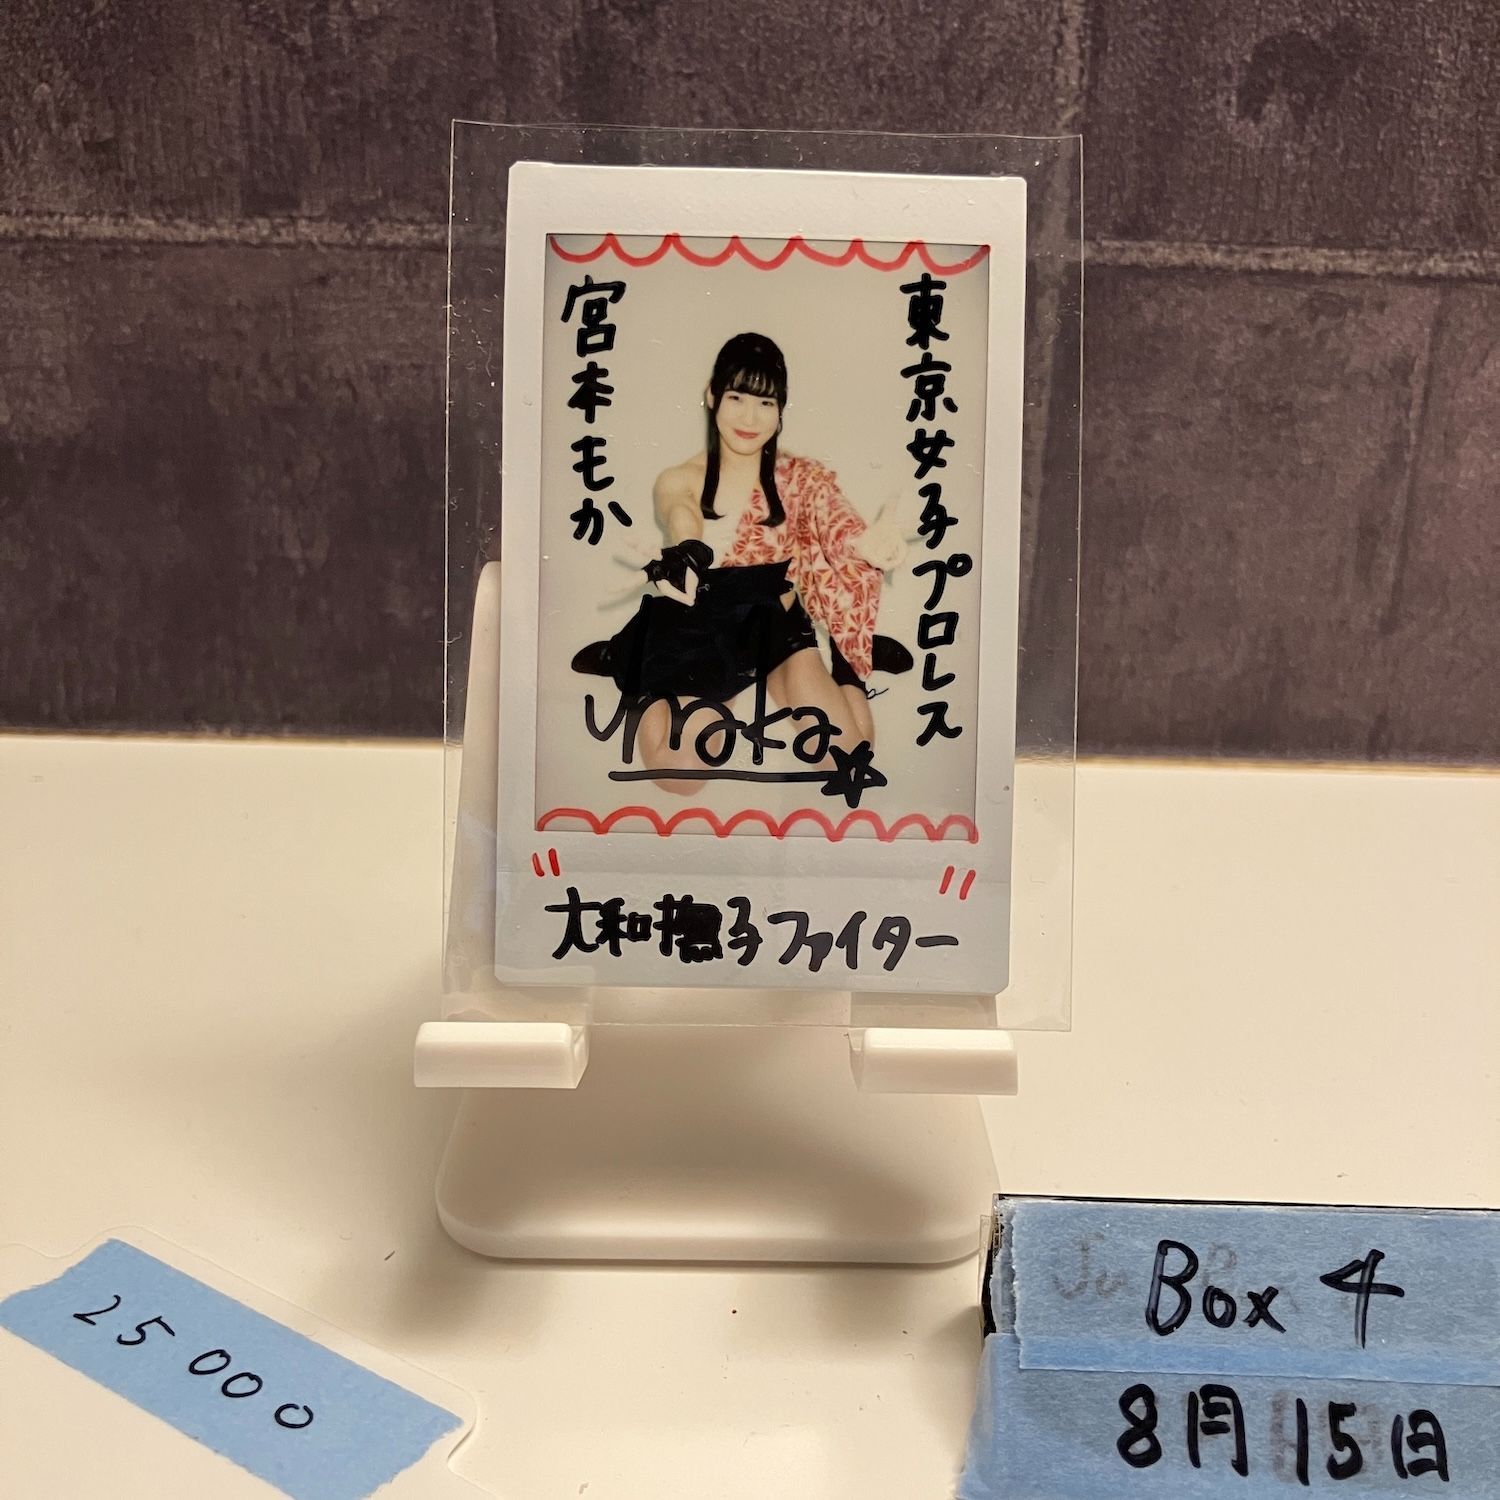 東京女子プロレス
宮本もか
moka
大和撫子ファイター
25000
Box 4
8月15日